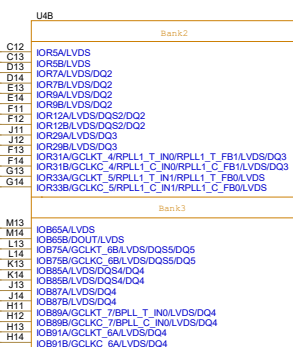 U4B
Bank2
C12 IOR5A/LVDS
C13 IOR5B/LVDS
D13 IOR7A/LVDS/DQ2
D14 IOR7B/LVDS/DQ2
E13 IOR9A/LVDS/DQ2
E14 IOR9B/LVDS/DQ2
F11 IOR12A/LVDS/DQS2/DQ2
F12 IOR12B/LVDS/DQS2/DQ2
J11 IOR29A/LVDS/DQ3
J12 IOR29B/LVDS/DQ3
F13 IOR31A/GCLKT_4/RPLL1_T_IN0/RPLL1_T_FB1/LVDS/DQ3
F14 IOR31B/GCLKC_4/RPLL1_C_IN0/RPLL1_C_FB1/LVDS/DQ3
G13 IOR33A/GCLKT_5/RPLL1_T_IN1/RPLL1_T_FB0/LVDS
G14 IOR33B/GCLKC_5/RPLL1_C_IN1/RPLL1_C_FB0/LVDS
Bank3
M13 IOB65A/LVDS
M14 IOB65B/DOUT/LVDS
L13 IOB75A/GCLKT_6B/LVDS/DQS5/DQ5
L14 IOB75B/GCLKC_6B/LVDS/DQS5/DQ5
K13 IOB85A/LVDS/DQS4/DQ4
K14 IOB85B/LVDS/DQS4/DQ4
J13 IOB87A/LVDS/DQ4
J14 IOB87B/LVDS/DQ4
H11 IOB89A/GCLKT_7/BPLL_T_IN0/LVDS/DQ4
H12 IOB89B/GCLKC_7/BPLL_C_IN0/LVDS/DQ4
H13 IOB91A/GCLKT_6A/LVDS/DQ4
H14 IOB91B/GCLKC_6A/LVDS/DQ4